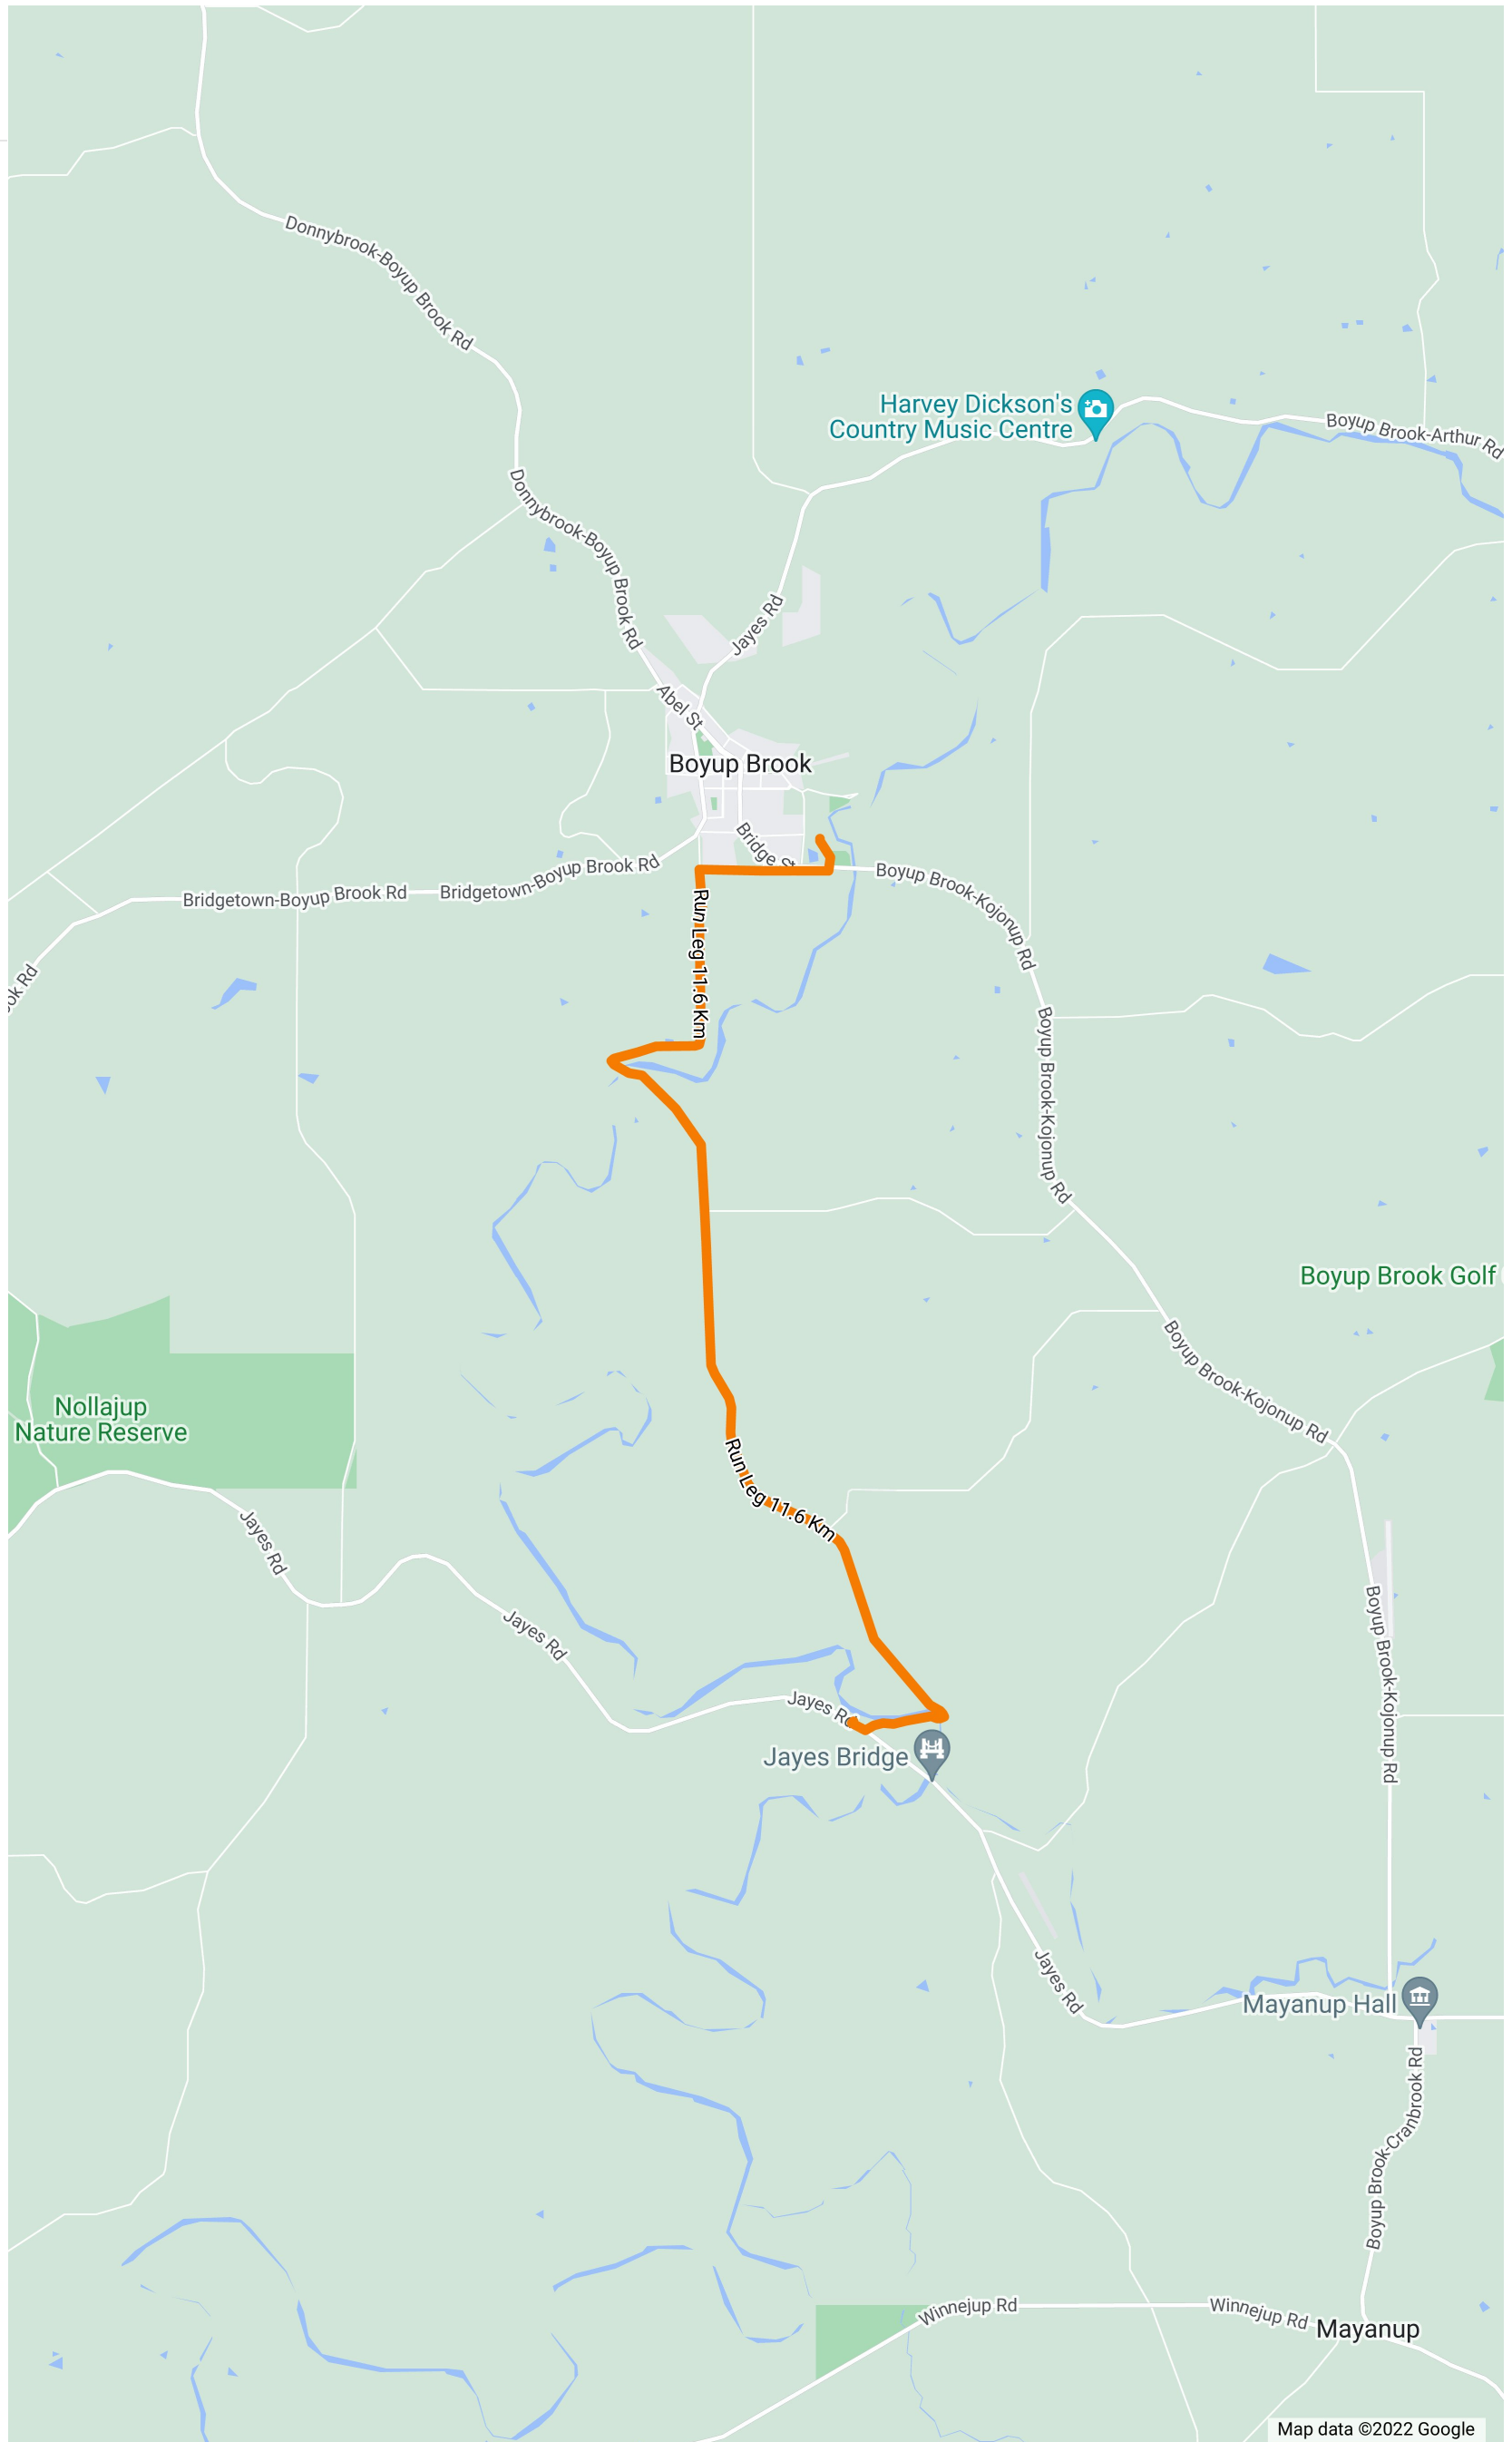 Donnybrook-Boyup Brook Rd
Harvey Dickson's
Country Music Centre
Boyup Brook-Arthur Rd
Donnybrook-Boyup Brook Rd
Jayes Rd
Abel St
Boyup Brook
Bridge St
Bridgetown-Boyup Brook Rd
Bridgetown-Boyup Brook Rd
Boyup Brook-Kojonup Rd
ok Rd
Run Leg 11.6 Km
Boyup Brook-Kojonup Rd
Boyup Brook Golf
Boyup Brook-Kojonup Rd
Nollajup
Nature Reserve
Run Leg 11.6 Km
Jayes Rd
Jayes Rd
Boyup Brook-Kojonup Rd
Jayes Rd
Jayes Bridge
Jayes Rd
Mayanup Hall
Boyup Brook-Cranbrook Rd
Winnejup Rd
Winnejup Rd
Mayanup
Map data ©2022 Google